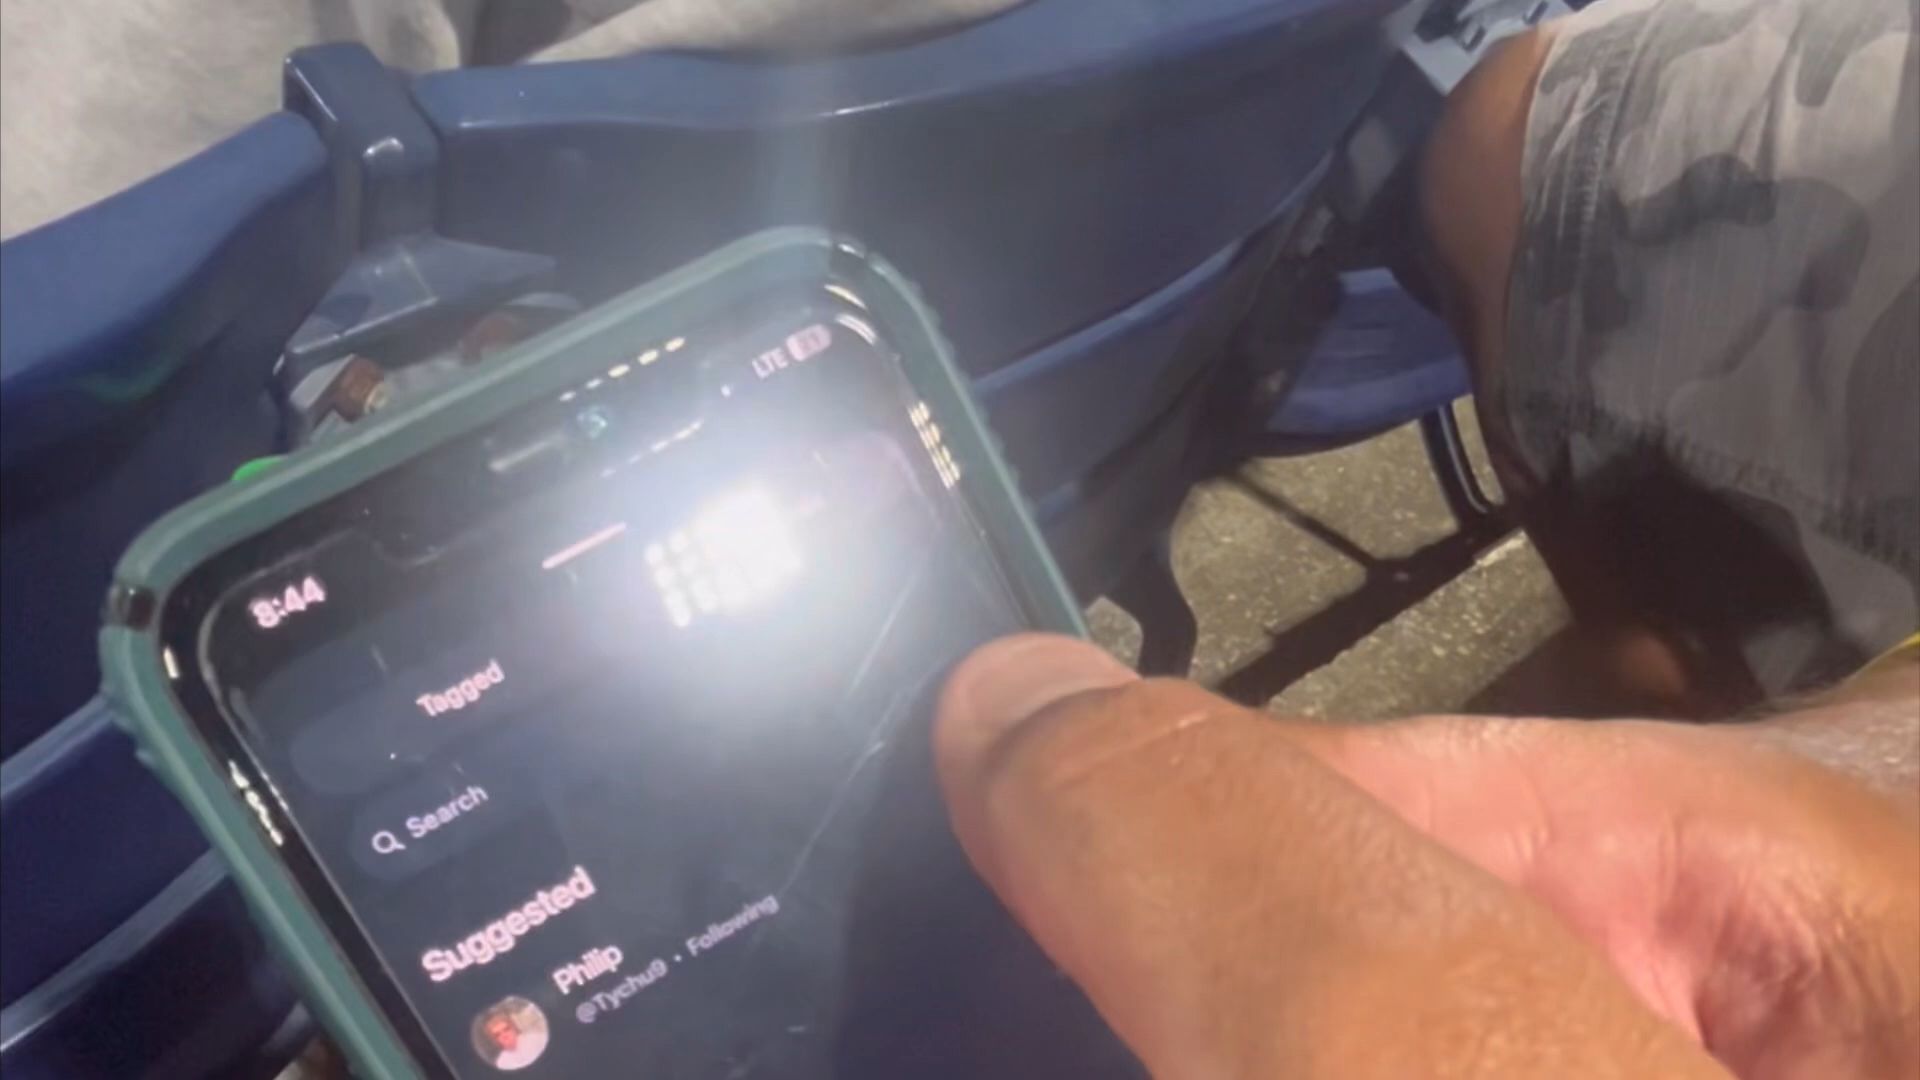 8:44
LTE
Tagged
Search
Suggested
Philip
@Tychu9 · Following